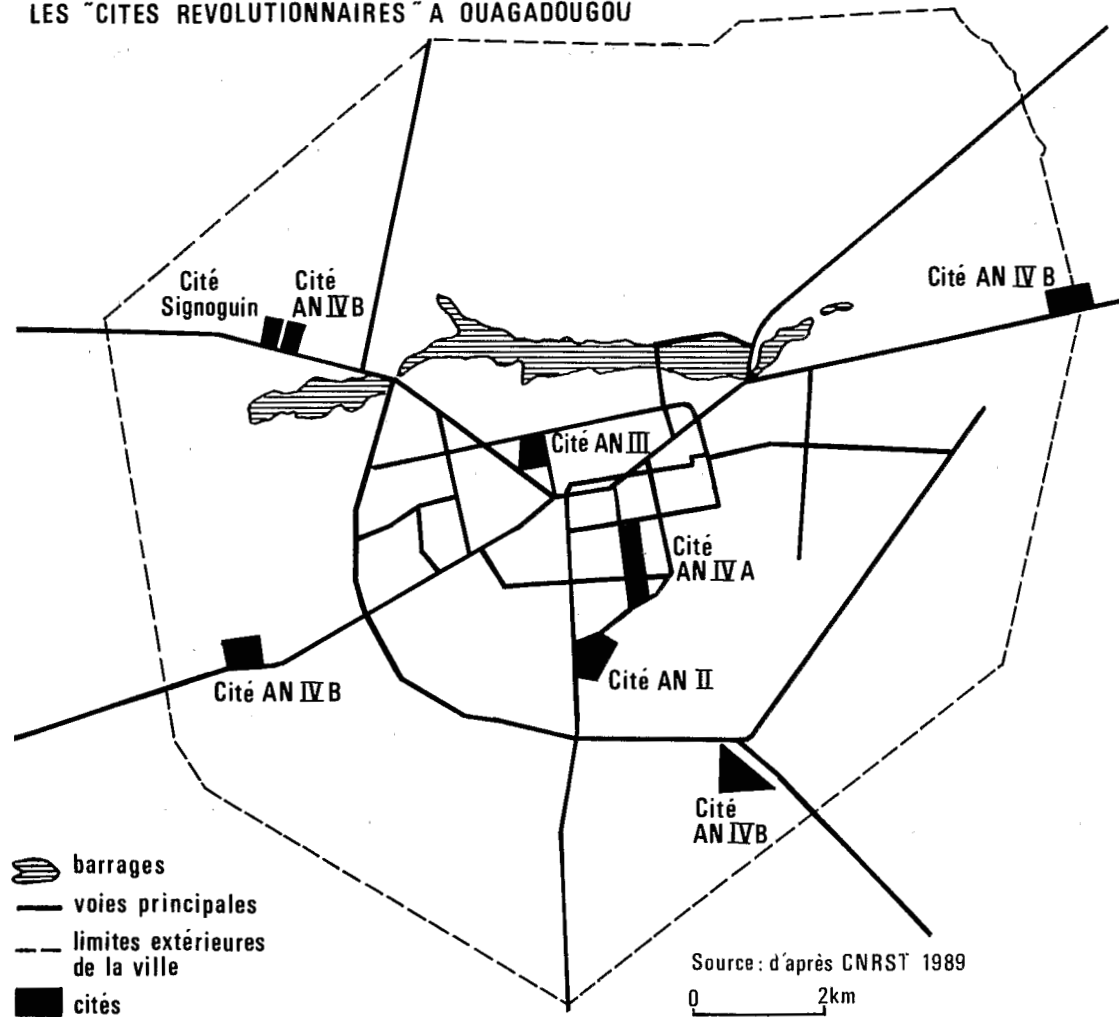 LES "CITES REVOLUTIONNAIRES" A OUAGADOUGOU
Cité
Signoguin
Cité
AN IV B
Cité AN IV B
Cité AN III
Cité
AN IV A
Cité AN IV B
Cité AN II
Cité
AN IV B
barrages
voies principales
limites extérieures
de la ville
cités
Source : d'après CNRST 1989
0 2km